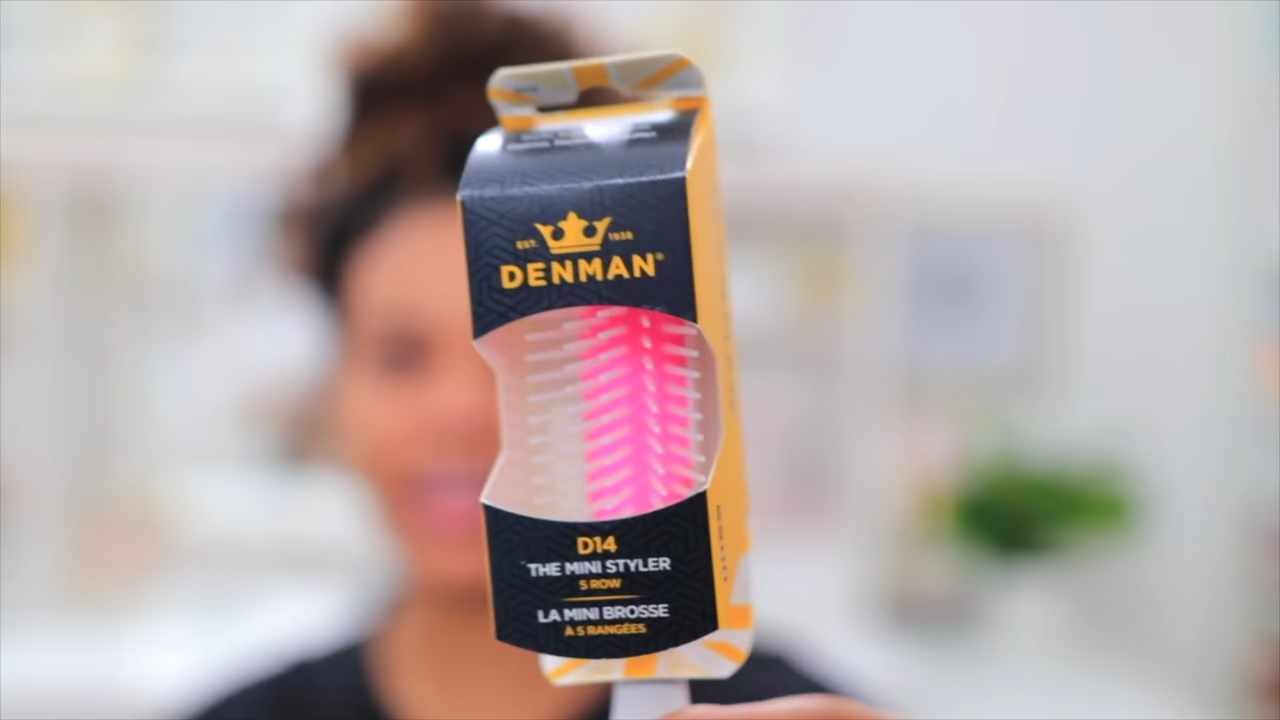 EST. 1938
DENMAN®
D14
THE MINI STYLER
5 ROW
LA MINI BROSSE
À 5 RANGÉES